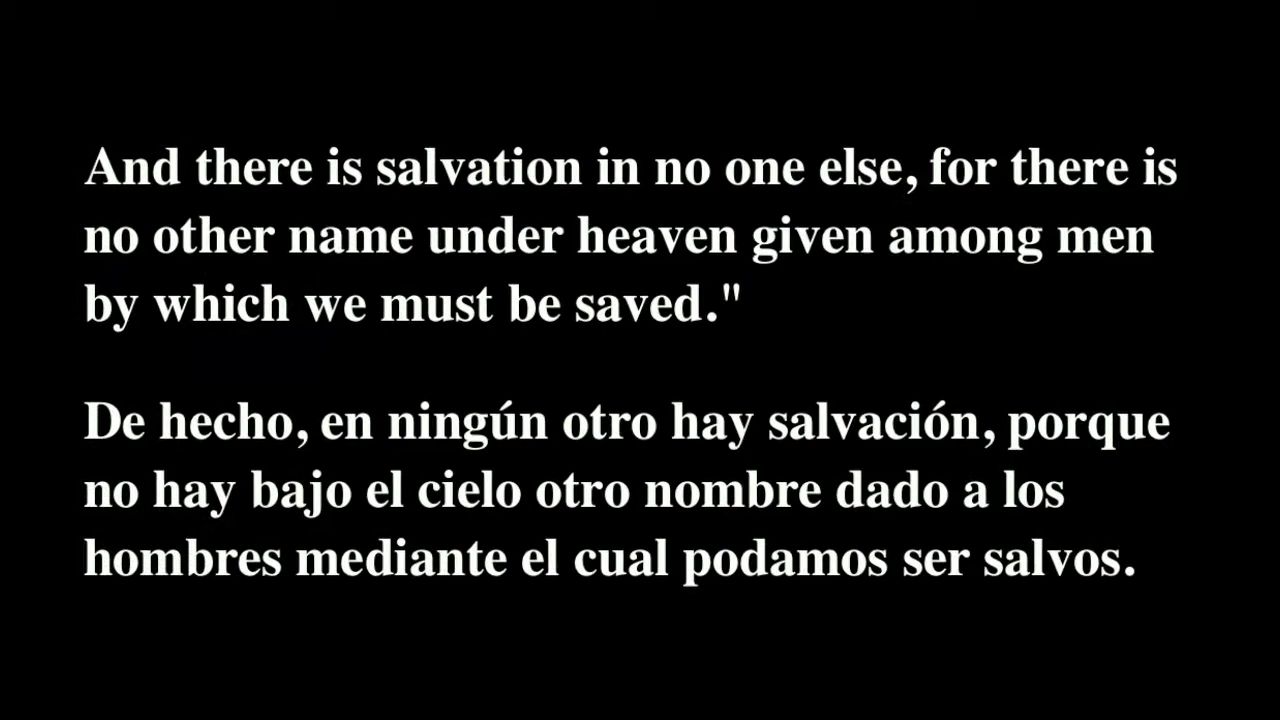 And there is salvation in no one else, for there is
no other name under heaven given among men
by which we must be saved."
De hecho, en ningún otro hay salvación, porque
no hay bajo el cielo otro nombre dado a los
hombres mediante el cual podamos ser salvos.